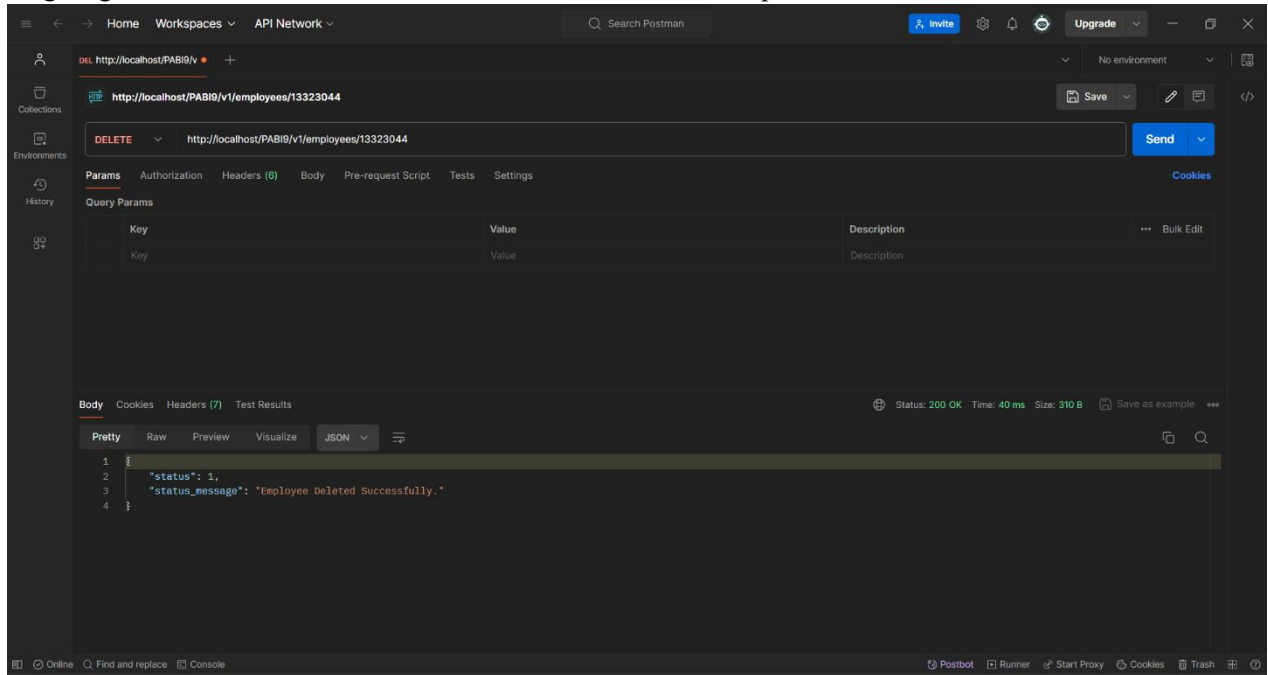 Home Workspaces API Network Search Postman Invite Upgrade
DEL http://localhost/PABI9/v + No environment
HTTP http://localhost/PABI9/v1/employees/13323044 Save </>
Collections
DELETE http://localhost/PABI9/v1/employees/13323044 Send
Environments
Params Authorization Headers (6) Body Pre-request Script Tests Settings Cookies
History
Query Params
Key Value Description Bulk Edit
Key Value Description
Body Cookies Headers (7) Test Results Status: 200 OK Time: 40 ms Size: 310 B Save as example
Pretty Raw Preview Visualize JSON
1 {
2 "status": 1,
3 "status_message": "Employee Deleted Successfully."
4 }
Online Find and replace Console Postbot Runner Start Proxy Cookies Trash